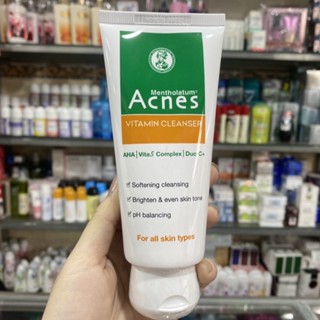 Mentholatum®
Acnes
VITAMIN CLEANSER
AHA | Vita5 Complex | Duo C+
Softening cleansing
Brighten & even skin tone
pH balancing
For all skin types